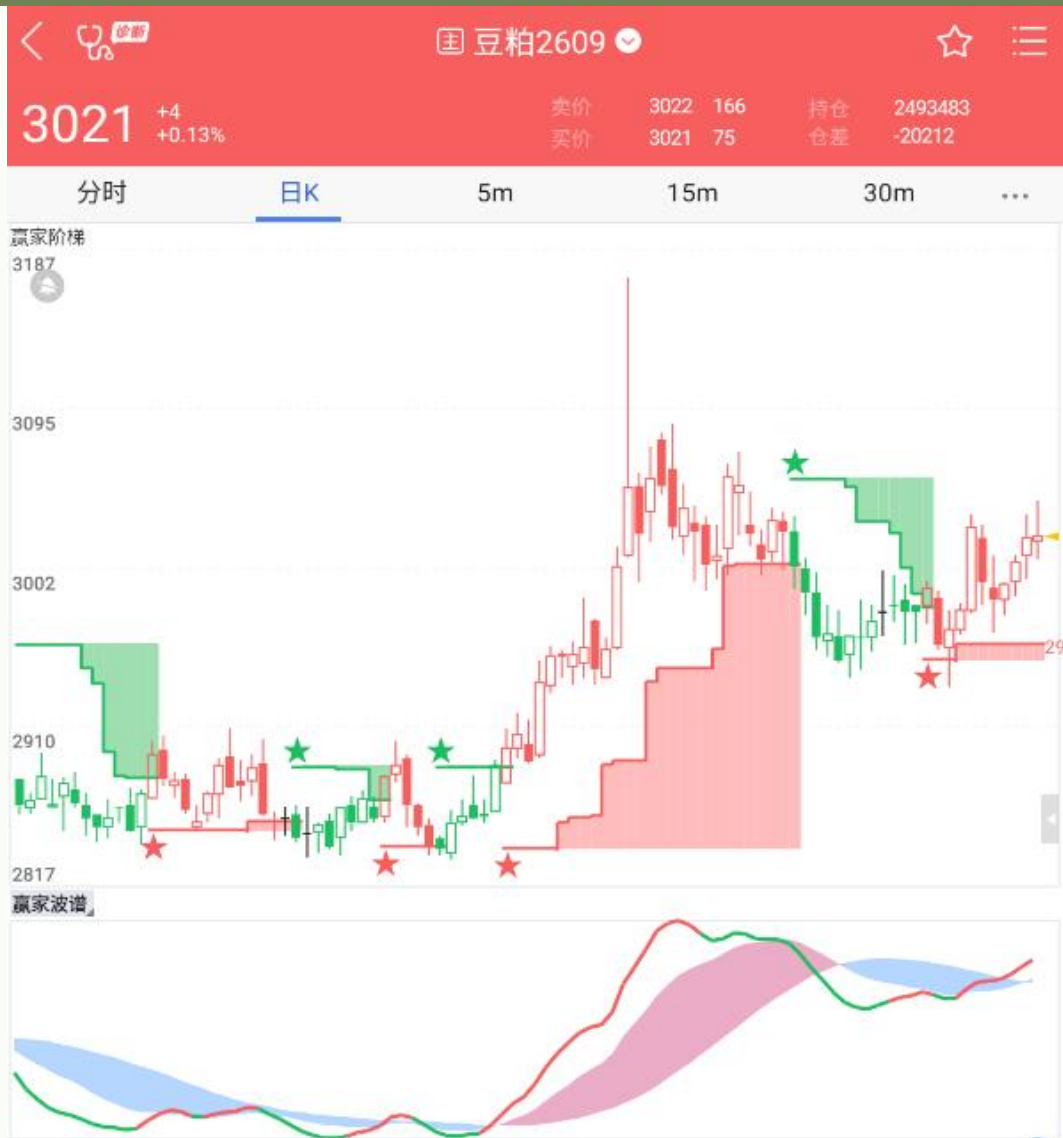 诊断
主 豆粕2609
3021 +4 卖价 3022 166 持仓 2493483
+0.13% 买价 3021 75 仓差 -20212
分时 日K 5m 15m 30m ...
赢家阶梯
3187
3095
3002
29
2910
2817
赢家波谱